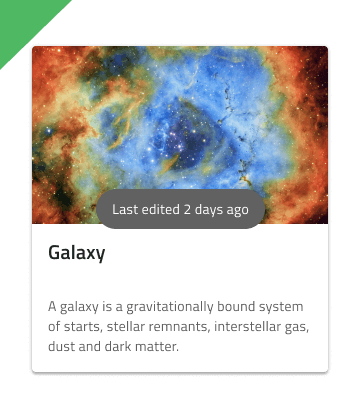 Last edited 2 days ago
Galaxy
A galaxy is a gravitationally bound system
of starts, stellar remnants, interstellar gas,
dust and dark matter.